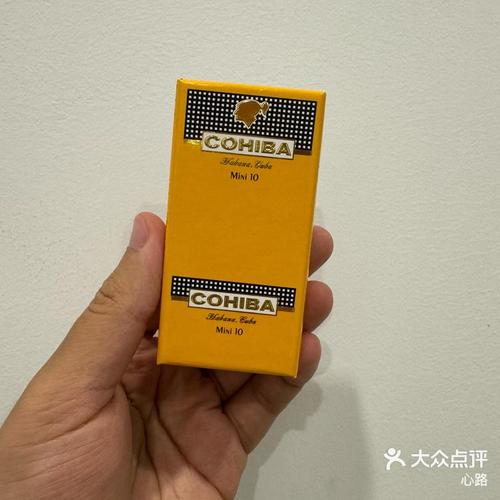 COHIBA
Habana, Cuba
Mini 10
COHIBA
Habana, Cuba
Mini 10
大众点评
心路